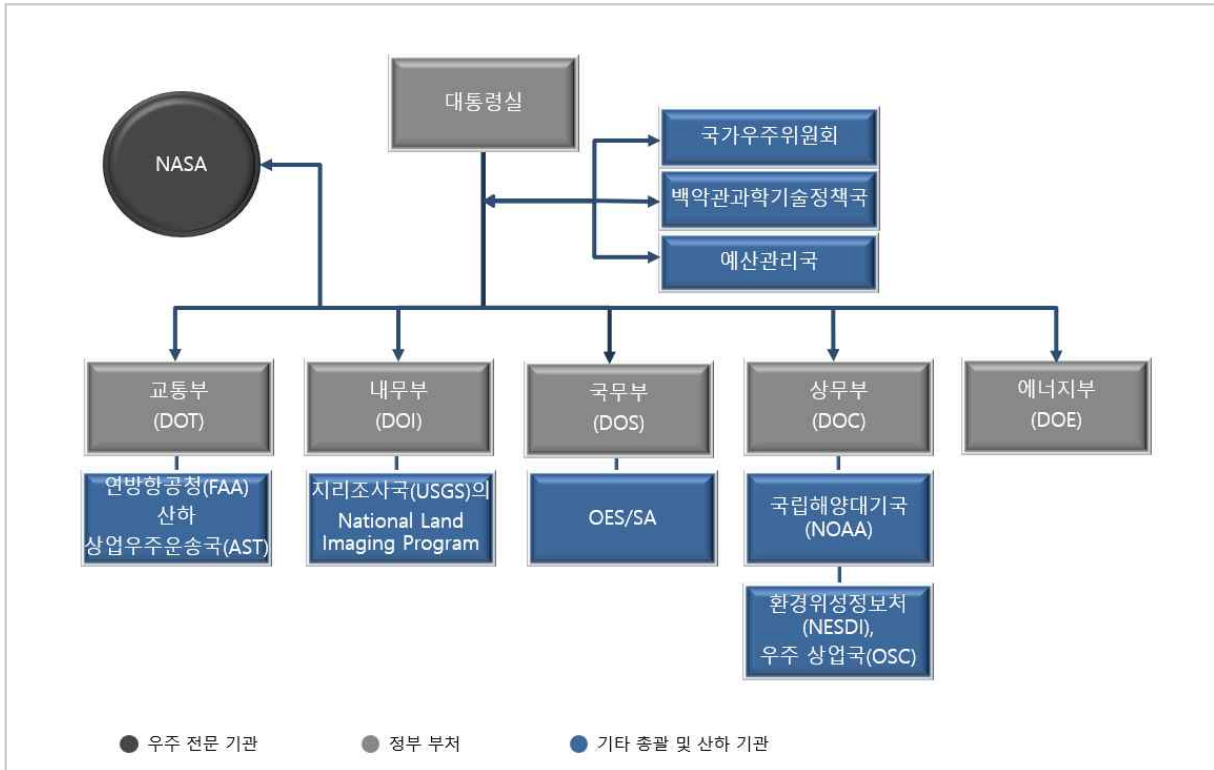 대통령실
NASA
국가우주위원회
백악관과학기술정책국
예산관리국
교통부
(DOT)
내무부
(DOI)
국무부
(DOS)
상무부
(DOC)
에너지부
(DOE)
연방항공청(FAA)
산하
상업우주운송국(AST)
지리조사국(USGS)의
National Land
Imaging Program
OES/SA
국립해양대기국
(NOAA)
환경위성정보처
(NESDI),
우주 상업국(OSC)
우주 전문 기관
정부 부처
기타 총괄 및 산하 기관